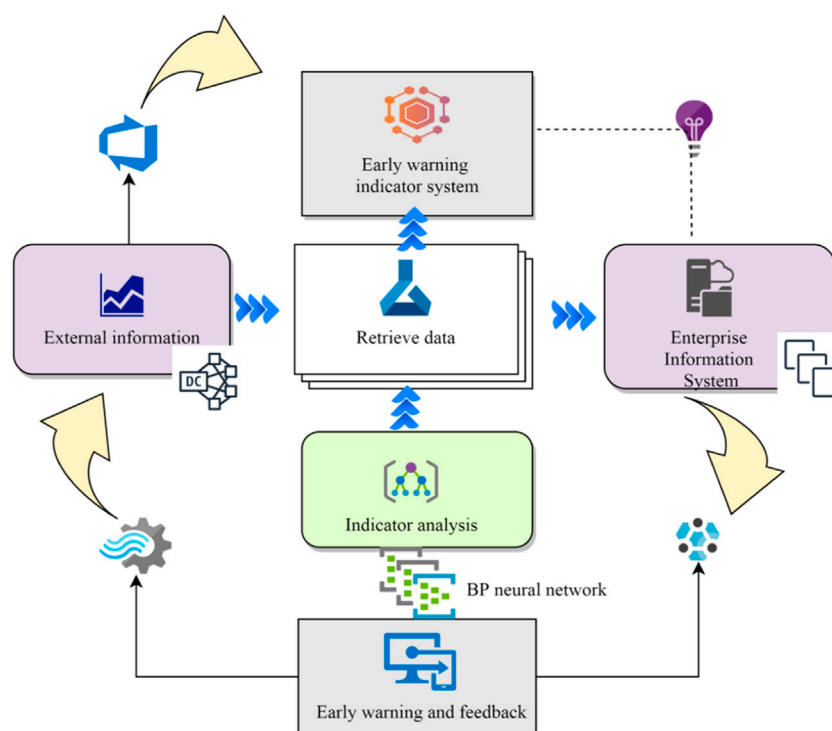 Early warning
indicator system
External information
DC
Retrieve data
Enterprise
Information
System
Indicator analysis
BP neural network
Early warning and feedback